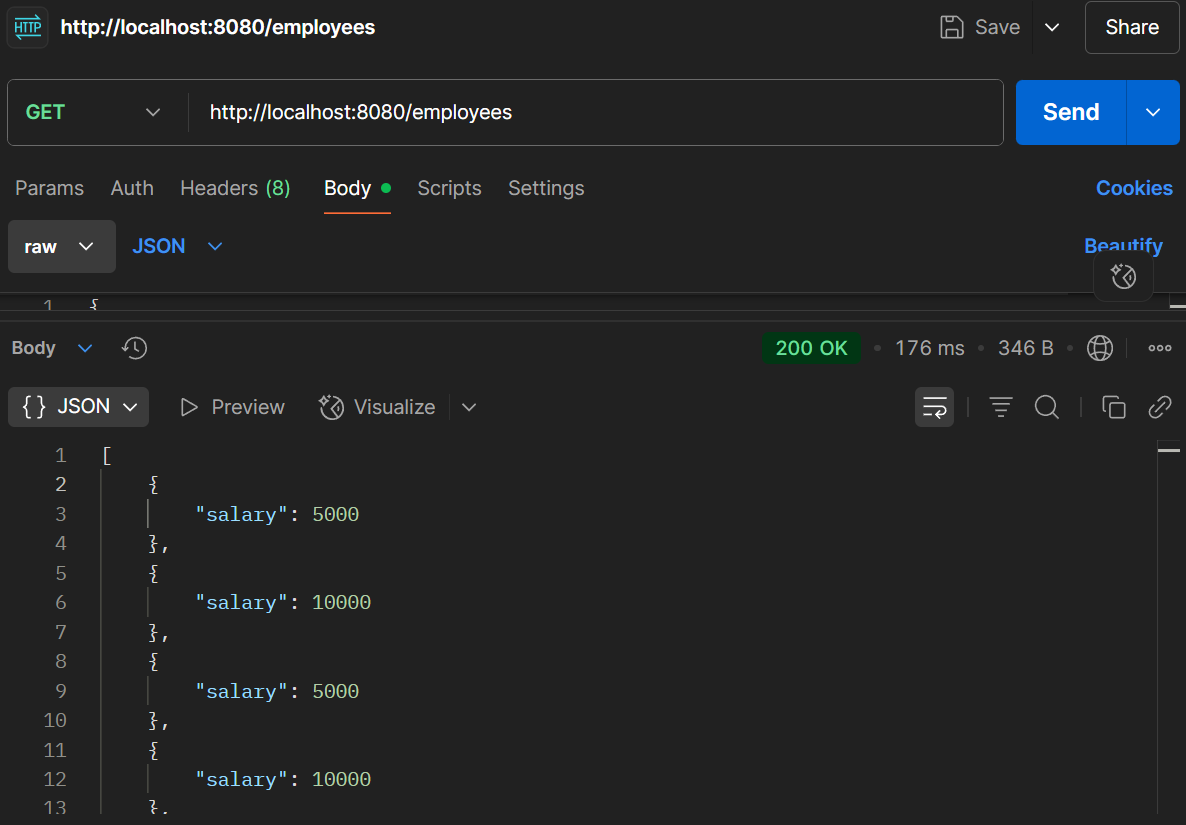 HTTP http://localhost:8080/employees Save Share
GET http://localhost:8080/employees Send
Params Auth Headers (8) Body Scripts Settings Cookies
raw JSON Beautify
1 {
Body 200 OK 176 ms 346 B
{} JSON Preview Visualize
1 [
2 {
3 "salary": 5000
4 },
5 {
6 "salary": 10000
7 },
8 {
9 "salary": 5000
10 },
11 {
12 "salary": 10000
13 },